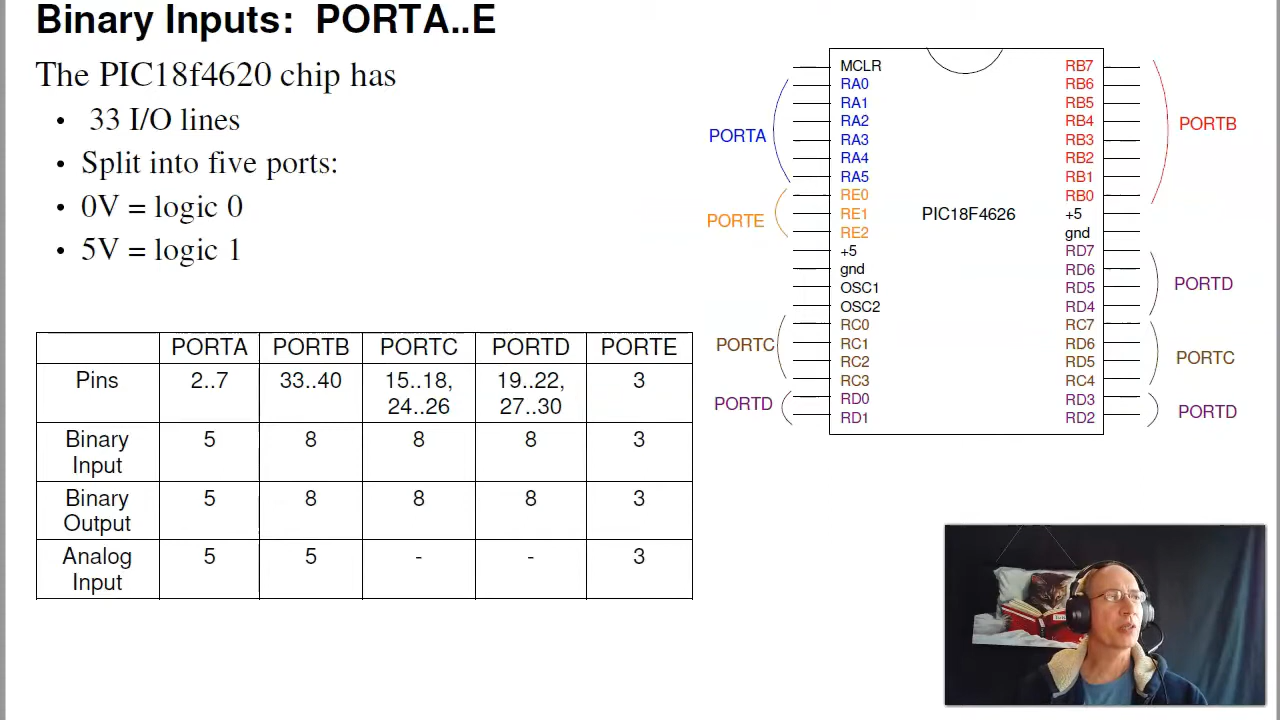 Binary Inputs: PORTA..E
The PIC18f4620 chip has
• 33 I/O lines
• Split into five ports:
• 0V = logic 0
• 5V = logic 1
PORTA PORTB PORTC PORTD PORTE
Pins 2..7 33..40 15..18, 19..22, 3
24..26 27..30
Binary 5 8 8 8 3
Input
Binary 5 8 8 8 3
Output
Analog 5 5 - - 3
Input
MCLR RB7
RA0 RB6
RA1 RB5
RA2 RB4
PORTB
PORTA
RA3 RB3
RA4 RB2
RA5 RB1
RE0 RB0
RE1 PIC18F4626 +5
PORTE
RE2 gnd
+5 RD7
gnd RD6
OSC1 RD5
PORTD
OSC2 RD4
RC0 RC7
PORTC RC1 RD6
PORTC
RC2 RD5
RC3 RC4
RD0 RD3
PORTD
PORTD
RD1 RD2